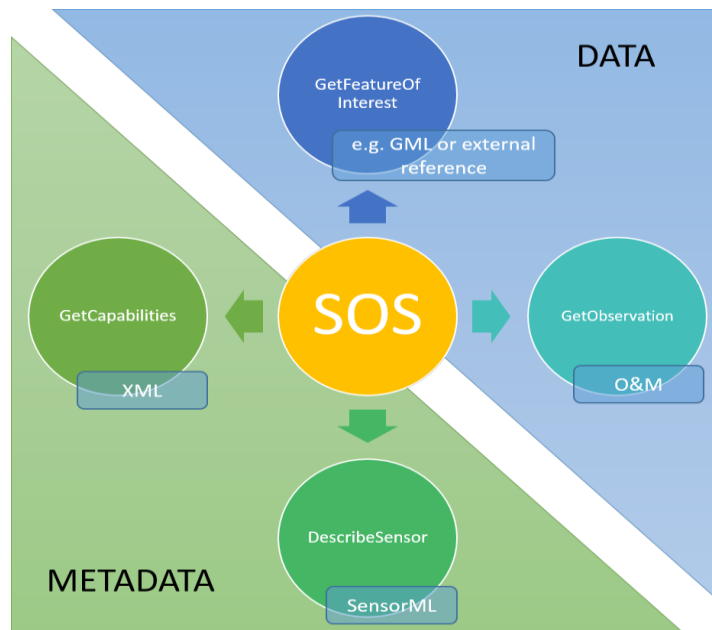 DATA
GetFeatureOf
Interest
e.g. GML or external
reference
GetCapabilities
XML
SOS
GetObservation
O&M
DescribeSensor
SensorML
METADATA